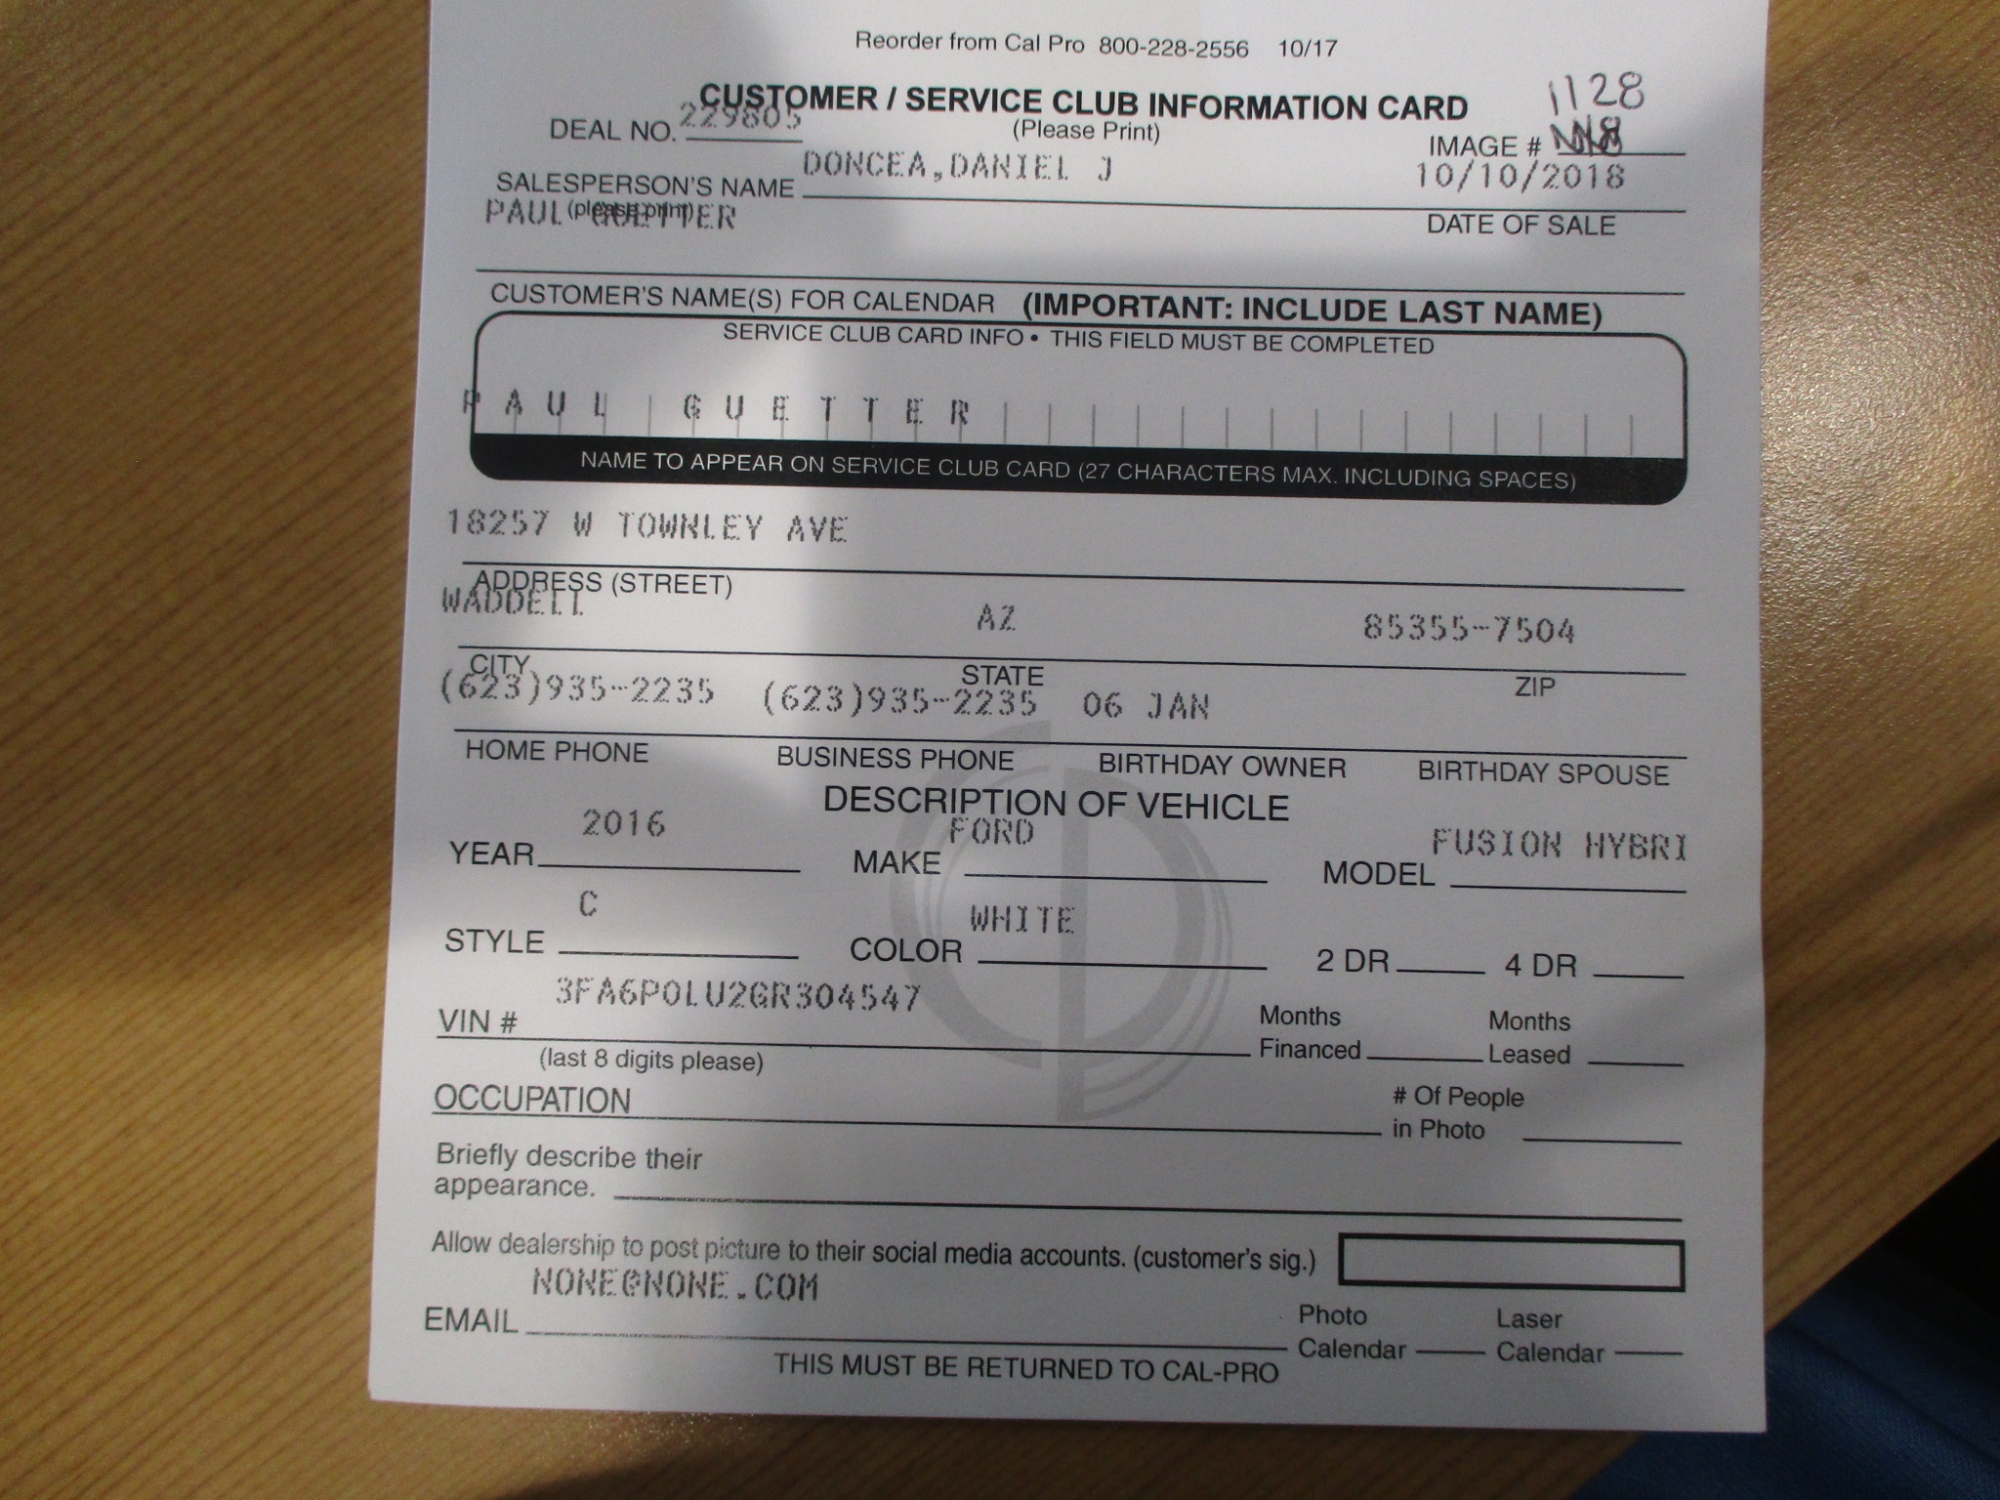 Reorder from Cal Pro 800-228-2556 10/17
CUSTOMER / SERVICE CLUB INFORMATION CARD
1128
DEAL NO. 229805
(Please Print)
IMAGE #
DONCEA,DANIEL J
10/10/2018
SALESPERSON'S NAME
(please print)
DATE OF SALE
PAUL GUETTER
CUSTOMER'S NAME(S) FOR CALENDAR (IMPORTANT: INCLUDE LAST NAME)
SERVICE CLUB CARD INFO • THIS FIELD MUST BE COMPLETED
PAUL GUETTER
NAME TO APPEAR ON SERVICE CLUB CARD (27 CHARACTERS MAX. INCLUDING SPACES)
18257 W TOWNLEY AVE
ADDRESS (STREET)
WADDELL AZ 85355-7504
CITY STATE ZIP
(623)935-2235 (623)935-2235 06 JAN
HOME PHONE BUSINESS PHONE BIRTHDAY OWNER BIRTHDAY SPOUSE
DESCRIPTION OF VEHICLE
2016 FORD FUSION HYBRI
YEAR MAKE MODEL
C WHITE
STYLE COLOR 2 DR 4 DR
3FA6P0LU2GR304547
VIN # Months Financed Months Leased
(last 8 digits please)
OCCUPATION # Of People in Photo
Briefly describe their
appearance.
Allow dealership to post picture to their social media accounts. (customer's sig.)
NONE@NONE.COM
EMAIL Photo Calendar Laser Calendar
THIS MUST BE RETURNED TO CAL-PRO